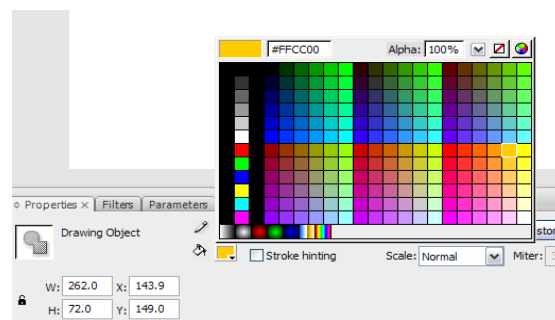 #FFCC00 Alpha: 100%
Properties × Filters Parameters
Drawing Object
Stroke hinting Scale: Normal Miter: 3
W: 262.0 X: 143.9
H: 72.0 Y: 149.0